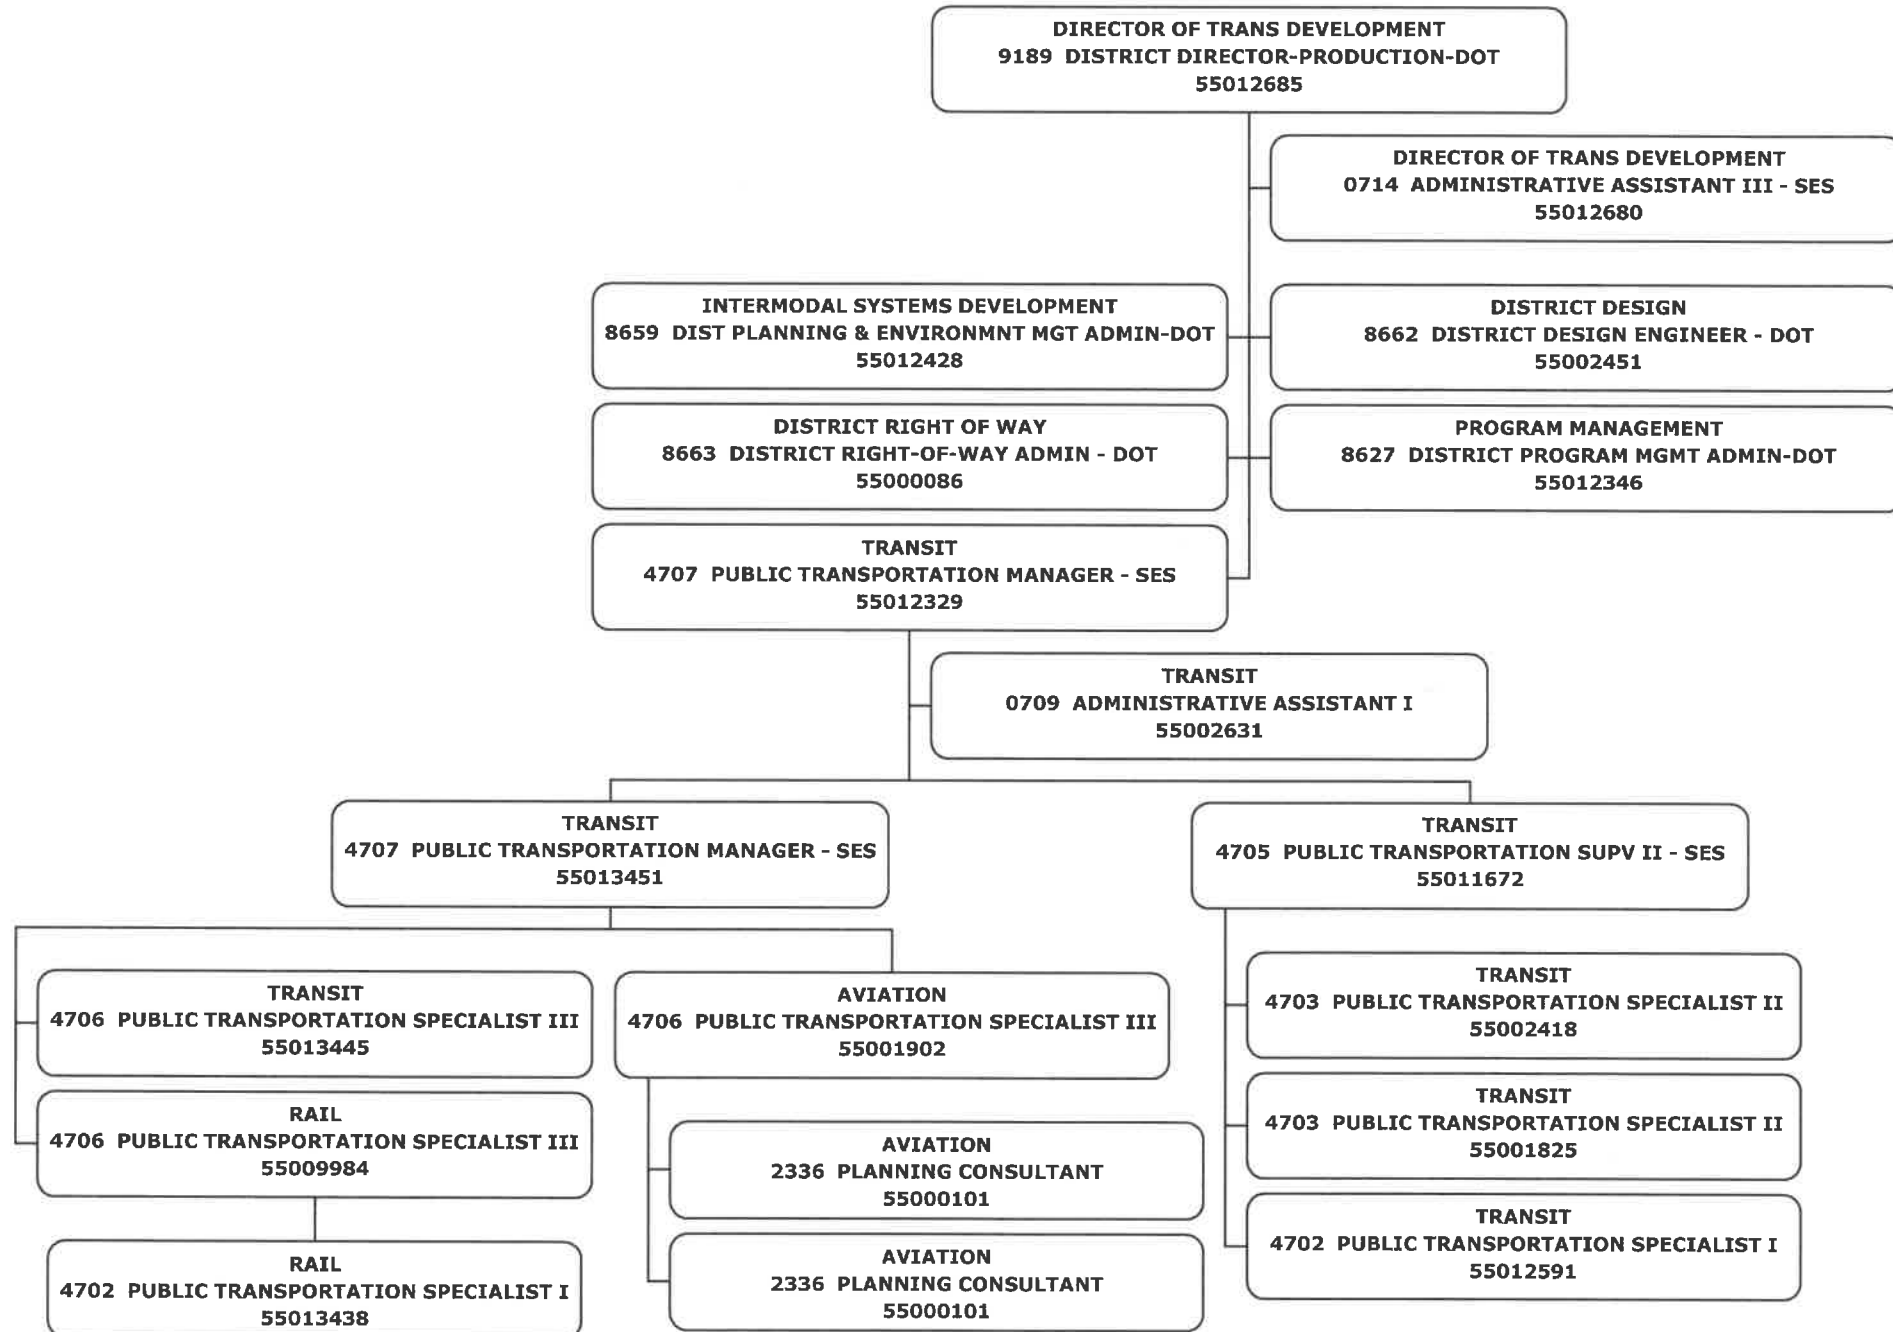 DIRECTOR OF TRANS DEVELOPMENT
9189 DISTRICT DIRECTOR-PRODUCTION-DOT
55012685
DIRECTOR OF TRANS DEVELOPMENT
0714 ADMINISTRATIVE ASSISTANT III - SES
55012680
INTERMODAL SYSTEMS DEVELOPMENT
8659 DIST PLANNING & ENVIRONMNT MGT ADMIN-DOT
55012428
DISTRICT DESIGN
8662 DISTRICT DESIGN ENGINEER - DOT
55002451
DISTRICT RIGHT OF WAY
8663 DISTRICT RIGHT-OF-WAY ADMIN - DOT
55000086
PROGRAM MANAGEMENT
8627 DISTRICT PROGRAM MGMT ADMIN-DOT
55012346
TRANSIT
4707 PUBLIC TRANSPORTATION MANAGER - SES
55012329
TRANSIT
0709 ADMINISTRATIVE ASSISTANT I
55002631
TRANSIT
4707 PUBLIC TRANSPORTATION MANAGER - SES
55013451
TRANSIT
4705 PUBLIC TRANSPORTATION SUPV II - SES
55011672
TRANSIT
4706 PUBLIC TRANSPORTATION SPECIALIST III
55013445
RAIL
4706 PUBLIC TRANSPORTATION SPECIALIST III
55009984
RAIL
4702 PUBLIC TRANSPORTATION SPECIALIST I
55013438
AVIATION
4706 PUBLIC TRANSPORTATION SPECIALIST III
55001902
AVIATION
2336 PLANNING CONSULTANT
55000101
AVIATION
2336 PLANNING CONSULTANT
55000101
TRANSIT
4703 PUBLIC TRANSPORTATION SPECIALIST II
55002418
TRANSIT
4703 PUBLIC TRANSPORTATION SPECIALIST II
55001825
TRANSIT
4702 PUBLIC TRANSPORTATION SPECIALIST I
55012591